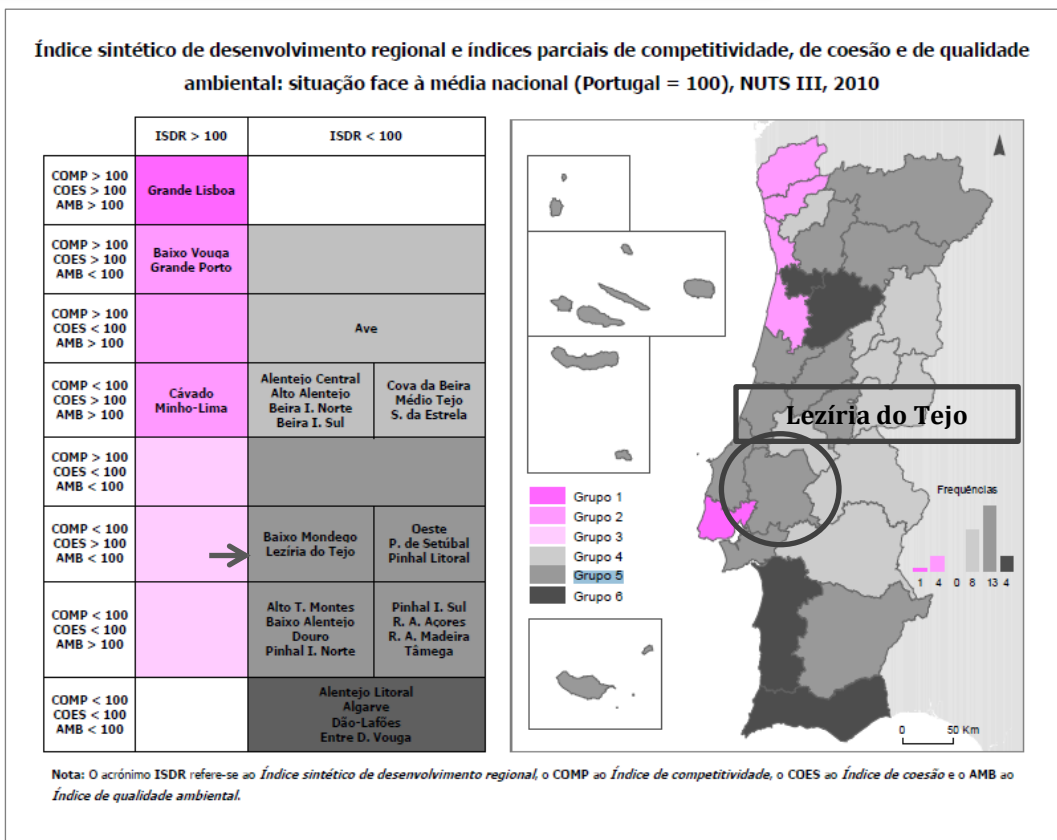 Índice sintético de desenvolvimento regional e índices parciais de competitividade, de coesão e de qualidade
ambiental: situação face à média nacional (Portugal = 100), NUTS III, 2010
ISDR > 100
ISDR < 100
COMP > 100
COES > 100
AMB > 100
Grande Lisboa
COMP > 100
COES > 100
AMB < 100
Baixo Vouga
Grande Porto
COMP > 100
COES < 100
AMB > 100
Ave
COMP < 100
COES > 100
AMB > 100
Cávado
Minho-Lima
Alentejo Central
Alto Alentejo
Beira I. Norte
Beira I. Sul
Cova da Beira
Médio Tejo
S. da Estrela
COMP > 100
COES < 100
AMB < 100
COMP < 100
COES > 100
AMB < 100
Baixo Mondego
Lezíria do Tejo
Oeste
P. de Setúbal
Pinhal Litoral
COMP < 100
COES < 100
AMB > 100
Alto T. Montes
Baixo Alentejo
Douro
Pinhal I. Norte
Pinhal I. Sul
R. A. Açores
R. A. Madeira
Tâmega
COMP < 100
COES < 100
AMB < 100
Alentejo Litoral
Algarve
Dão-Lafões
Entre D. Vouga
Lezíria do Tejo
Grupo 1
Grupo 2
Grupo 3
Grupo 4
Grupo 5
Grupo 6
Frequências
1 4 0 8 13 4
0 50 Km
Nota: O acrónimo ISDR refere-se ao Índice sintético de desenvolvimento regional, o COMP ao Índice de competitividade, o COES ao Índice de coesão e o AMB ao
Índice de qualidade ambiental.